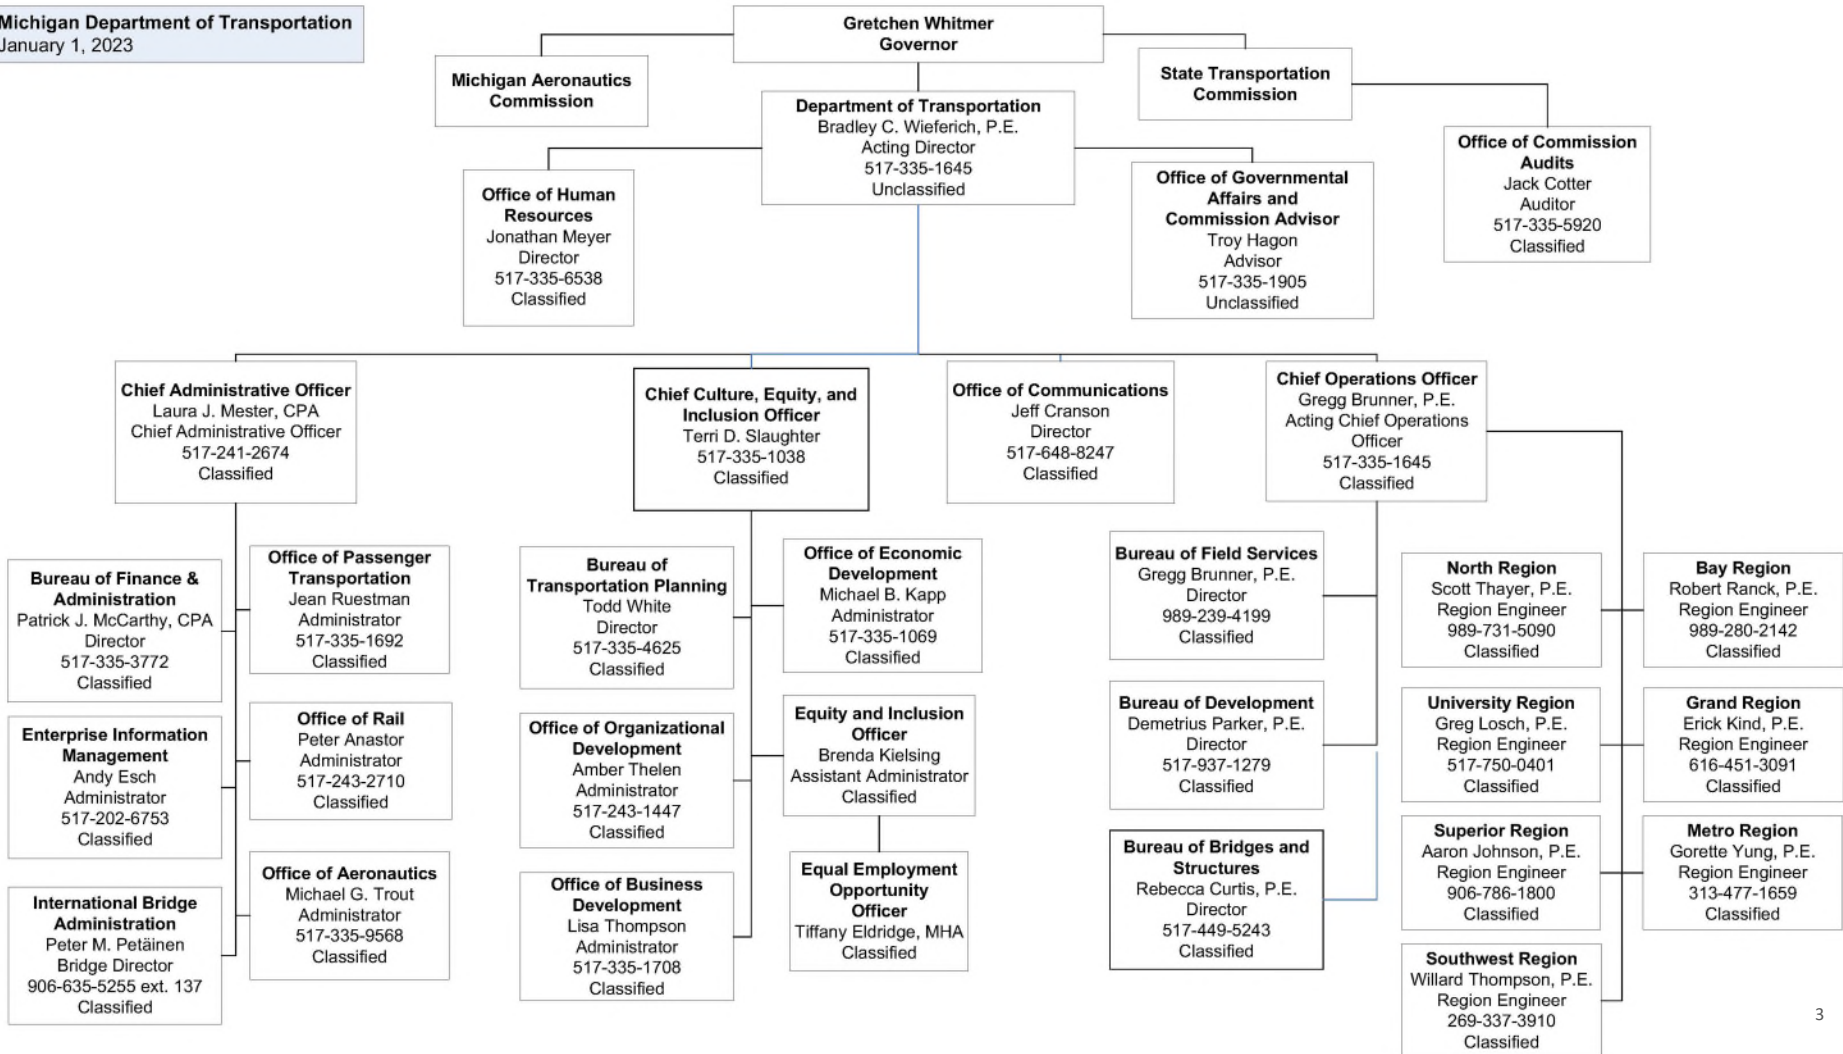 Michigan Department of Transportation
January 1, 2023
Gretchen Whitmer
Governor
Michigan Aeronautics
Commission
State Transportation
Commission
Department of Transportation
Bradley C. Wieferich, P.E.
Acting Director
517-335-1645
Unclassified
Office of Commission
Audits
Jack Cotter
Auditor
517-335-5920
Classified
Office of Human
Resources
Jonathan Meyer
Director
517-335-6538
Classified
Office of Governmental
Affairs and
Commission Advisor
Troy Hagon
Advisor
517-335-1905
Unclassified
Chief Administrative Officer
Laura J. Mester, CPA
Chief Administrative Officer
517-241-2674
Classified
Chief Culture, Equity, and
Inclusion Officer
Terri D. Slaughter
517-335-1038
Classified
Office of Communications
Jeff Cranson
Director
517-648-8247
Classified
Chief Operations Officer
Gregg Brunner, P.E.
Acting Chief Operations
Officer
517-335-1645
Classified
Bureau of Finance &
Administration
Patrick J. McCarthy, CPA
Director
517-335-3772
Classified
Office of Passenger
Transportation
Jean Ruestman
Administrator
517-335-1692
Classified
Enterprise Information
Management
Andy Esch
Administrator
517-202-6753
Classified
Office of Rail
Peter Anastor
Administrator
517-243-2710
Classified
International Bridge
Administration
Peter M. Petäinen
Bridge Director
906-635-5255 ext. 137
Classified
Office of Aeronautics
Michael G. Trout
Administrator
517-335-9568
Classified
Bureau of
Transportation Planning
Todd White
Director
517-335-4625
Classified
Office of Economic
Development
Michael B. Kapp
Administrator
517-335-1069
Classified
Office of Organizational
Development
Amber Thelen
Administrator
517-243-1447
Classified
Equity and Inclusion
Officer
Brenda Kielsing
Assistant Administrator
Classified
Office of Business
Development
Lisa Thompson
Administrator
517-335-1708
Classified
Equal Employment
Opportunity
Officer
Tiffany Eldridge, MHA
Classified
Bureau of Field Services
Gregg Brunner, P.E.
Director
989-239-4199
Classified
Bureau of Development
Demetrius Parker, P.E.
Director
517-937-1279
Classified
Bureau of Bridges and
Structures
Rebecca Curtis, P.E.
Director
517-449-5243
Classified
North Region
Scott Thayer, P.E.
Region Engineer
989-731-5090
Classified
Bay Region
Robert Ranck, P.E.
Region Engineer
989-280-2142
Classified
University Region
Greg Losch, P.E.
Region Engineer
517-750-0401
Classified
Grand Region
Erick Kind, P.E.
Region Engineer
616-451-3091
Classified
Superior Region
Aaron Johnson, P.E.
Region Engineer
906-786-1800
Classified
Metro Region
Gorette Yung, P.E.
Region Engineer
313-477-1659
Classified
Southwest Region
Willard Thompson, P.E.
Region Engineer
269-337-3910
Classified
3